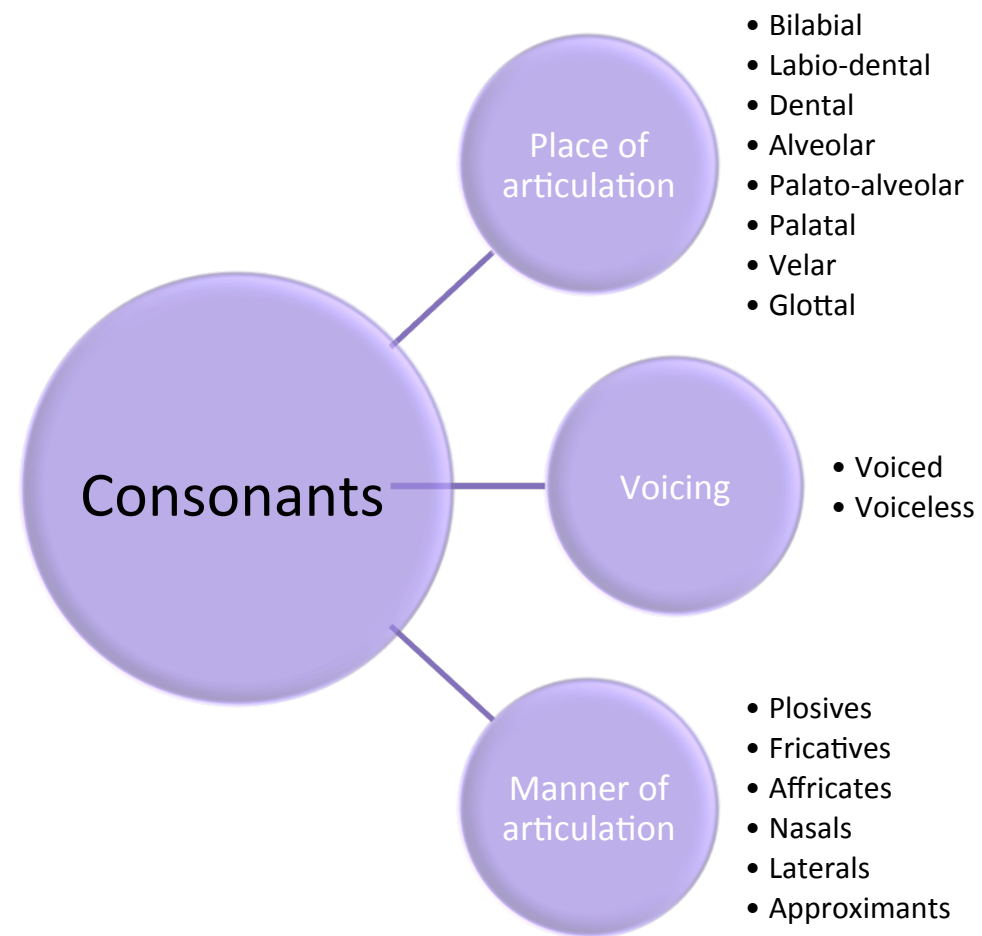 Consonants
Place of
articulation
• Bilabial
• Labio-dental
• Dental
• Alveolar
• Palato-alveolar
• Palatal
• Velar
• Glottal
Voicing
• Voiced
• Voiceless
Manner of
articulation
• Plosives
• Fricatives
• Affricates
• Nasals
• Laterals
• Approximants